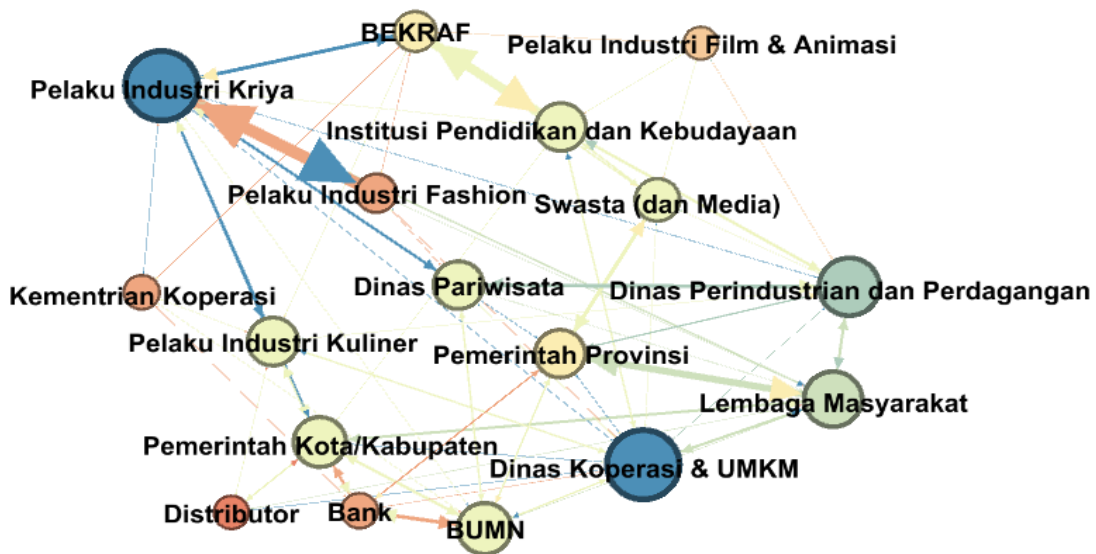 BEKRAF
Pelaku Industri Film & Animasi
Pelaku Industri Kriya
Institusi Pendidikan dan Kebudayaan
Pelaku Industri Fashion
Swasta (dan Media)
Kementrian Koperasi
Dinas Pariwisata
Dinas Perindustrian dan Perdagangan
Pelaku Industri Kuliner
Pemerintah Provinsi
Lembaga Masyarakat
Pemerintah Kota/Kabupaten
Dinas Koperasi & UMKM
Distributor
Bank
BUMN